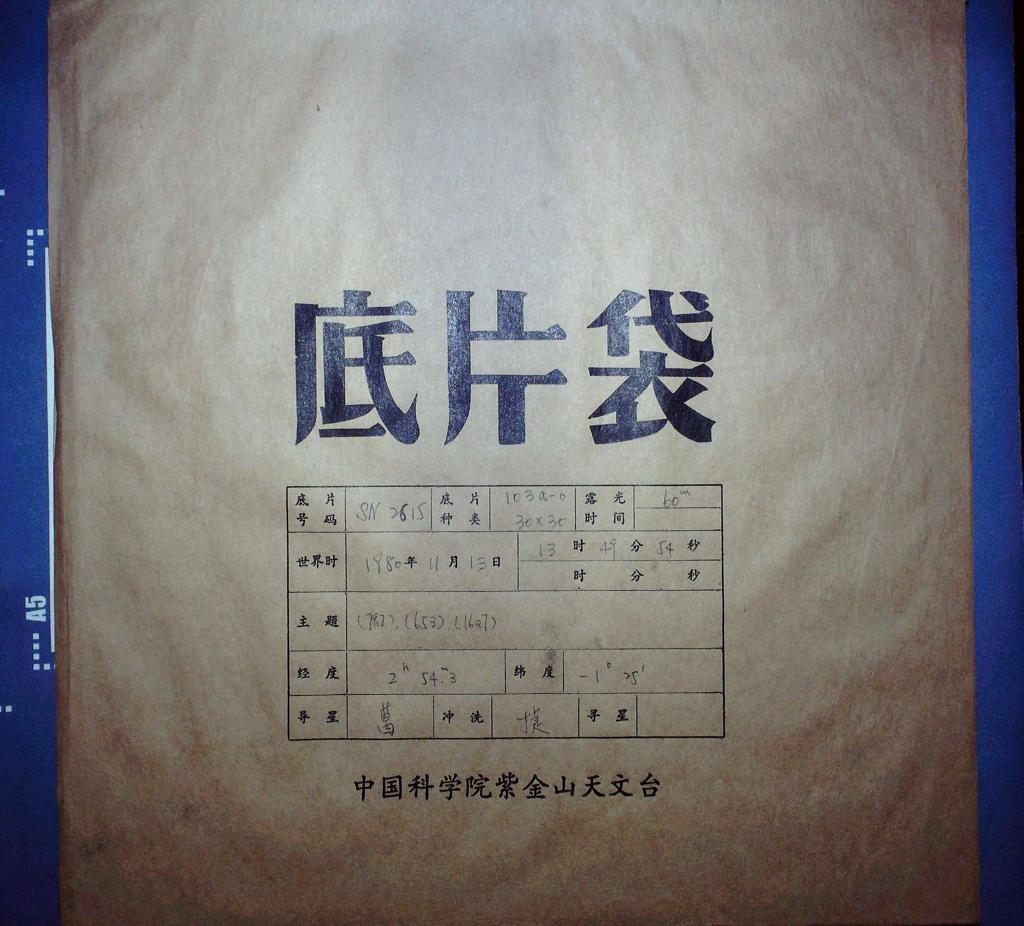 底片袋
底片号码 SN 2615 底片种类 103a-0 30×30 露光时间 60m
世界时 1980年11月13日 13时49分54秒
时 分 秒
主题 (787), (653), (1627)
经度 2h 54m.3 纬度 -1° 25'
导星 万 冲洗 捷 寻星
中国科学院紫金山天文台
A5